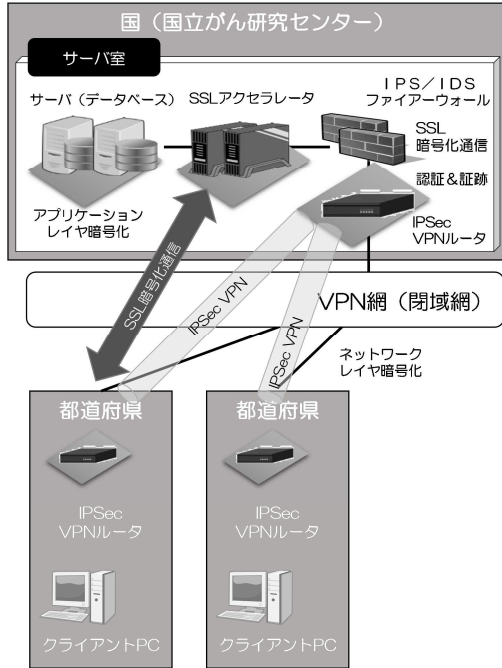 国（国立がん研究センター）
サーバ室
サーバ（データベース）
SSLアクセラレータ
ＩＰＳ／ＩＤＳ
ファイアーウォール
SSL
暗号化通信
認証＆証跡
アプリケーション
レイヤ暗号化
IPSec
VPNルータ
SSL暗号化通信
IPSec VPN
IPSec VPN
VPN網（閉域網）
ネットワーク
レイヤ暗号化
都道府県
IPSec
VPNルータ
クライアントPC
都道府県
IPSec
VPNルータ
クライアントPC